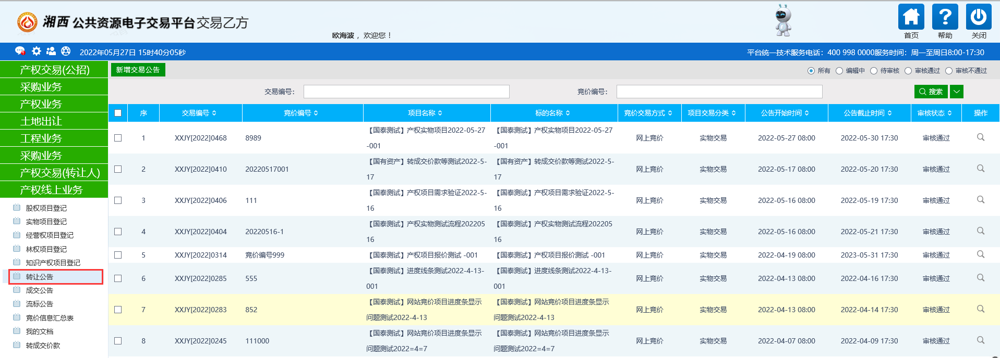 湘西 公共资源电子交易平台交易乙方
欧海波 ，欢迎您！
首页 帮助 关闭
2022年05月27日 15时40分05秒
平台统一技术服务电话：400 998 0000服务时间：周一至周日8:00-17:30
产权交易(公招)
采购业务
产权业务
土地出让
工程业务
采购业务
产权交易(转让人)
产权线上业务
股权项目登记
实物项目登记
经营权项目登记
林权项目登记
知识产权项目登记
转让公告
成交公告
流标公告
竞价信息汇总表
我的文档
转成交价款
新增交易公告
所有 编辑中 待审核 审核通过 审核不通过
交易编号： 竞价编号： 搜索
序 交易编号 竞价编号 项目名称 标的名称 竞价交易方式 项目交易分类 公告开始时间 公告截止时间 审核状态 操作
【国泰测试】产权实物项目2022-05-27 【国泰测试】产权实物项目2022-05-27
1 XXJY[2022]0468 8989 网上竞价 实物交易 2022-05-27 08:00 2022-05-30 17:30 审核通过
-001 -001
【国有资产】转成交价款等测试2022-5- 【国有资产】转成交价款等测试2022-5-
2 XXJY[2022]0410 20220517001 网上竞价 实物交易 2022-05-17 08:00 2022-05-20 17:30 审核通过
17 17
【国泰测试】产权项目需求验证2022-5- 【国泰测试】产权项目需求验证2022-5-
3 XXJY[2022]0406 111 网上竞价 实物交易 2022-05-16 08:00 2022-05-19 17:30 审核通过
16 16
【国泰测试】产权实物测试流程202205 【国泰测试】产权实物测试流程202205
4 XXJY[2022]0404 20220516-1 网上竞价 实物交易 2022-05-16 08:00 2022-05-21 17:30 审核通过
16 16
5 XXJY[2022]0314 竞价编号999 【国泰测试】产权项目报价测试 -001 【国泰测试】产权项目报价测试 -001 网上竞价 实物交易 2022-04-19 08:00 2023-05-31 17:30 审核通过
【国泰测试】进度线条测试2022-4-13- 【国泰测试】进度线条测试2022-4-13-
6 XXJY[2022]0285 555 网上竞价 实物交易 2022-04-13 08:00 2022-04-16 17:30 审核通过
001 001
【国泰测试】网站竞价项目进度条显示 【国泰测试】网站竞价项目进度条显示
7 XXJY[2022]0283 852 网上竞价 实物交易 2022-04-13 08:00 2022-04-14 17:30 审核通过
问题测试2022-4-13 问题测试2022-4-13
【国泰测试】网站竞价项目进度条显示 【国泰测试】网站竞价项目进度条显示
8 XXJY[2022]0245 111000 网上竞价 实物交易 2022-04-07 08:00 2022-04-09 17:30 审核通过
问题测试2022=4=7 问题测试2022=4=7